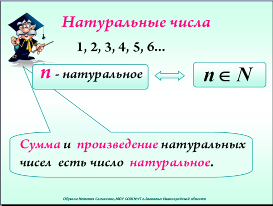 Натуральные числа
1, 2, 3, 4, 5, 6...
n - натуральное
n ∈ N
Сумма и произведение натуральных
чисел есть число натуральное.